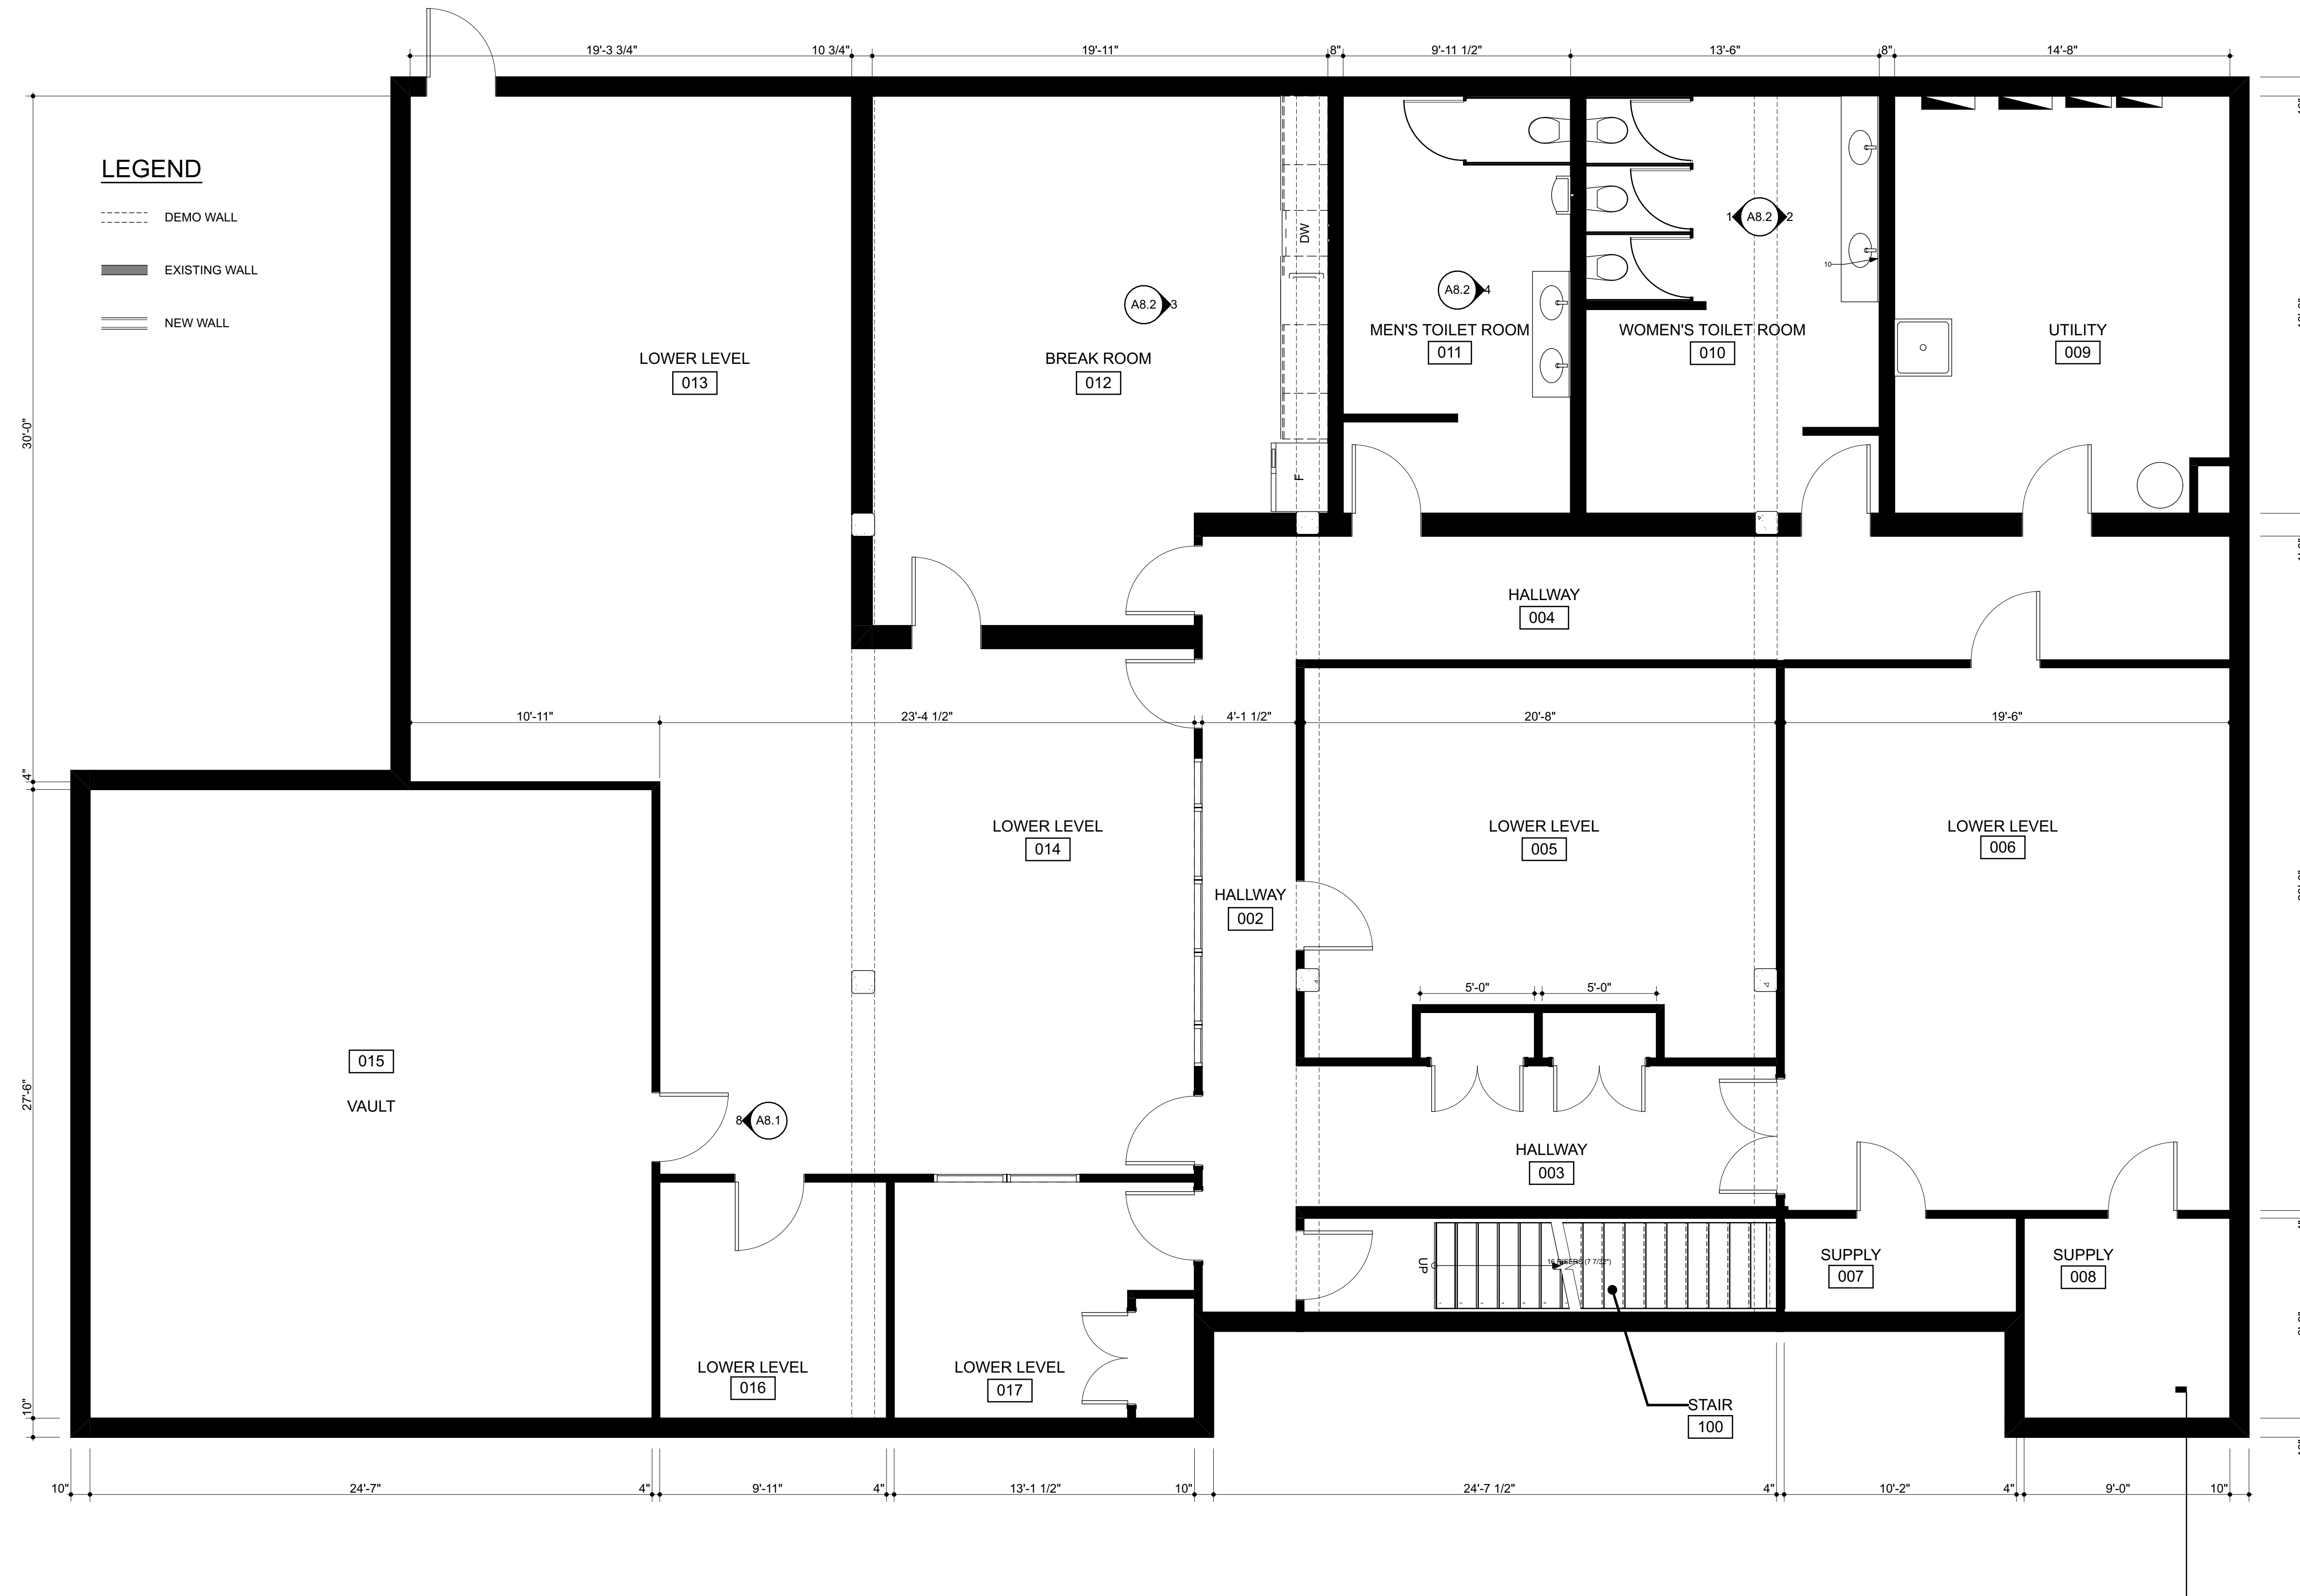 19'-3 3/4"
10 3/4"
19'-11"
8"
9'-11 1/2"
13'-6"
8"
14'-8"
LEGEND
DEMO WALL
EXISTING WALL
NEW WALL
30'-0"
4"
27'-6"
10"
LOWER LEVEL
013
BREAK ROOM
012
A8.2
3
DW
F
A8.2
4
MEN'S TOILET ROOM
011
1
A8.2
2
10
WOMEN'S TOILET ROOM
010
UTILITY
009
HALLWAY
004
10'-11"
23'-4 1/2"
4'-1 1/2"
20'-8"
19'-6"
LOWER LEVEL
014
HALLWAY
002
LOWER LEVEL
005
LOWER LEVEL
006
5'-0"
5'-0"
015
VAULT
8
A8.1
HALLWAY
003
UP
16 RISERS (7 7/32")
SUPPLY
007
SUPPLY
008
LOWER LEVEL
016
LOWER LEVEL
017
STAIR
100
10"
24'-7"
4"
9'-11"
4"
13'-1 1/2"
10"
24'-7 1/2"
4"
10'-2"
4"
9'-0"
10"